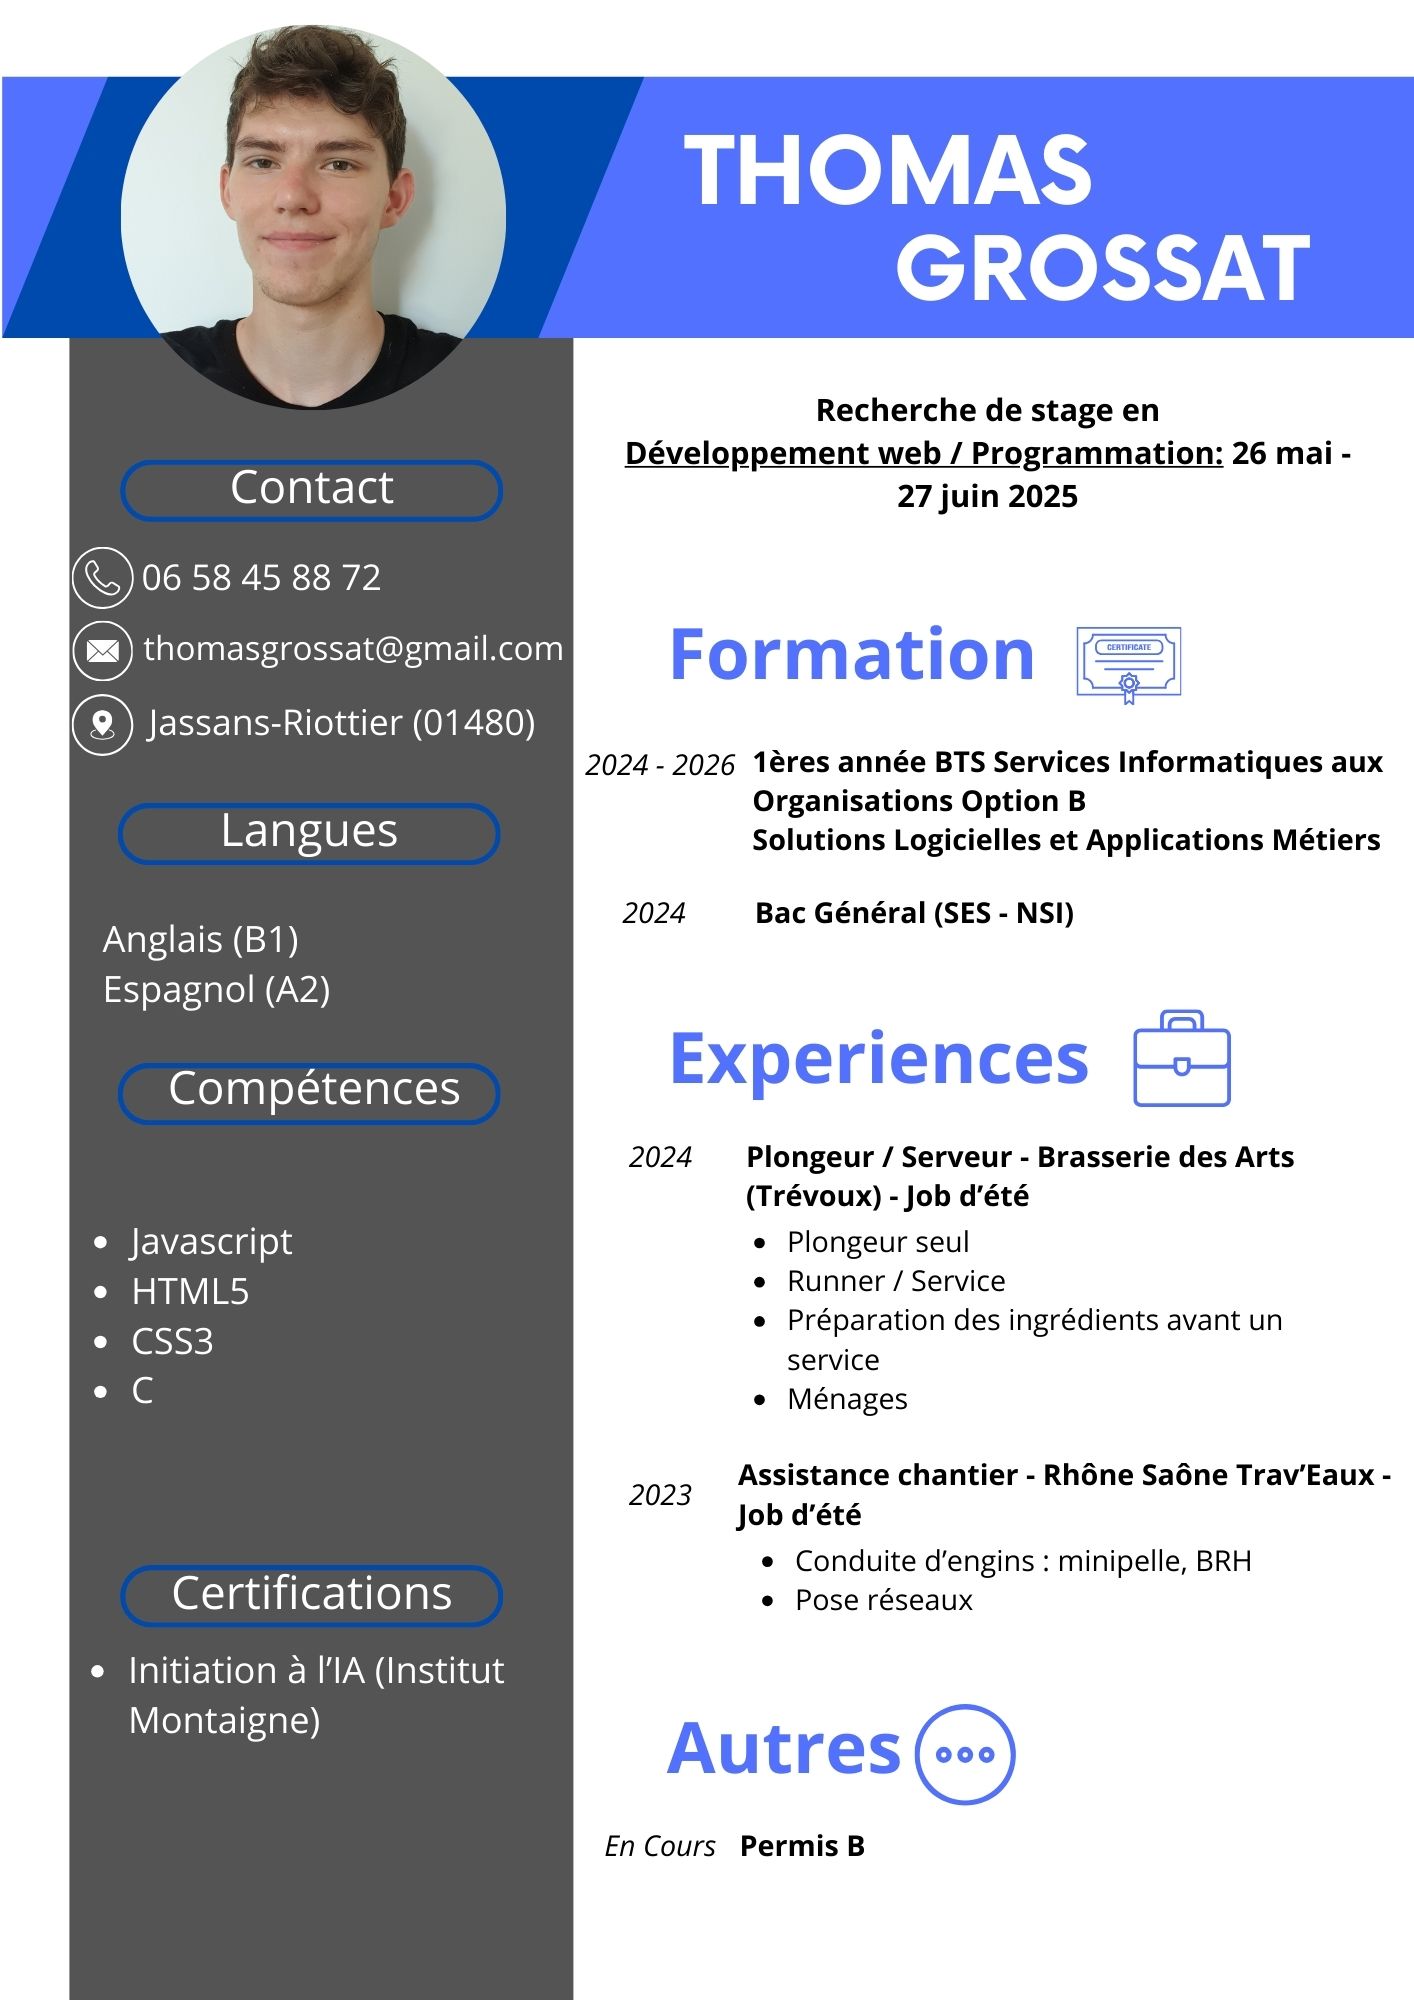 THOMAS
GROSSAT
Contact
06 58 45 88 72
thomasgrossat@gmail.com
Jassans-Riottier (01480)
Langues
Anglais (B1)
Espagnol (A2)
Compétences
• Javascript
• HTML5
• CSS3
• C
Certifications
• Initiation à l’IA (Institut
Montaigne)
Recherche de stage en
Développement web / Programmation: 26 mai -
27 juin 2025
Formation
CERTIFICATE
2024 - 2026 1ères année BTS Services Informatiques aux
Organisations Option B
Solutions Logicielles et Applications Métiers
2024 Bac Général (SES - NSI)
Experiences
2024 Plongeur / Serveur - Brasserie des Arts
(Trévoux) - Job d’été
• Plongeur seul
• Runner / Service
• Préparation des ingrédients avant un
service
• Ménages
2023 Assistance chantier - Rhône Saône Trav’Eaux -
Job d’été
• Conduite d’engins : minipelle, BRH
• Pose réseaux
Autres
En Cours Permis B